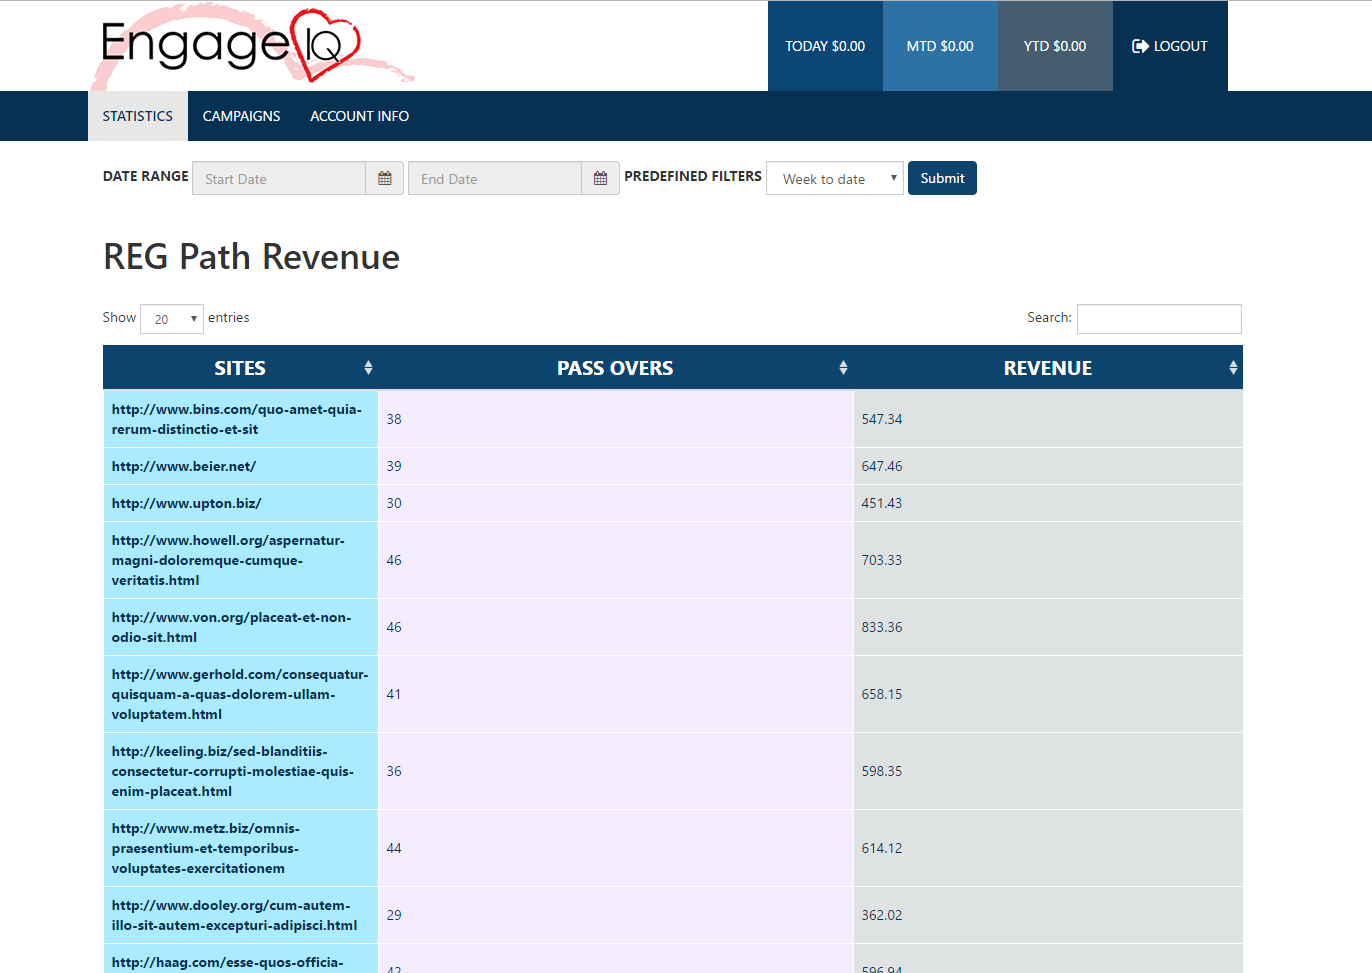 Engage IQ
TODAY $0.00
MTD $0.00
YTD $0.00
LOGOUT
STATISTICS
CAMPAIGNS
ACCOUNT INFO
DATE RANGE
Start Date
End Date
PREDEFINED FILTERS
Week to date
Submit
REG Path Revenue
Show 20 entries
Search:
SITES
PASS OVERS
REVENUE
http://www.bins.com/quo-amet-quia-
rerum-distinctio-et-sit
38
547.34
http://www.beier.net/
39
647.46
http://www.upton.biz/
30
451.43
http://www.howell.org/aspernatur-
magni-doloremque-cumque-
veritatis.html
46
703.33
http://www.von.org/placeat-et-non-
odio-sit.html
46
833.36
http://www.gerhold.com/consequatur-
quisquam-a-quas-dolorem-ullam-
voluptatem.html
41
658.15
http://keeling.biz/sed-blanditiis-
consectetur-corrupti-molestiae-quis-
enim-placeat.html
36
598.35
http://www.metz.biz/omnis-
praesentium-et-temporibus-
voluptates-exercitationem
44
614.12
http://www.dooley.org/cum-autem-
illo-sit-autem-excepturi-adipisci.html
29
362.02
http://haag.com/esse-quos-officia-
42
596.94